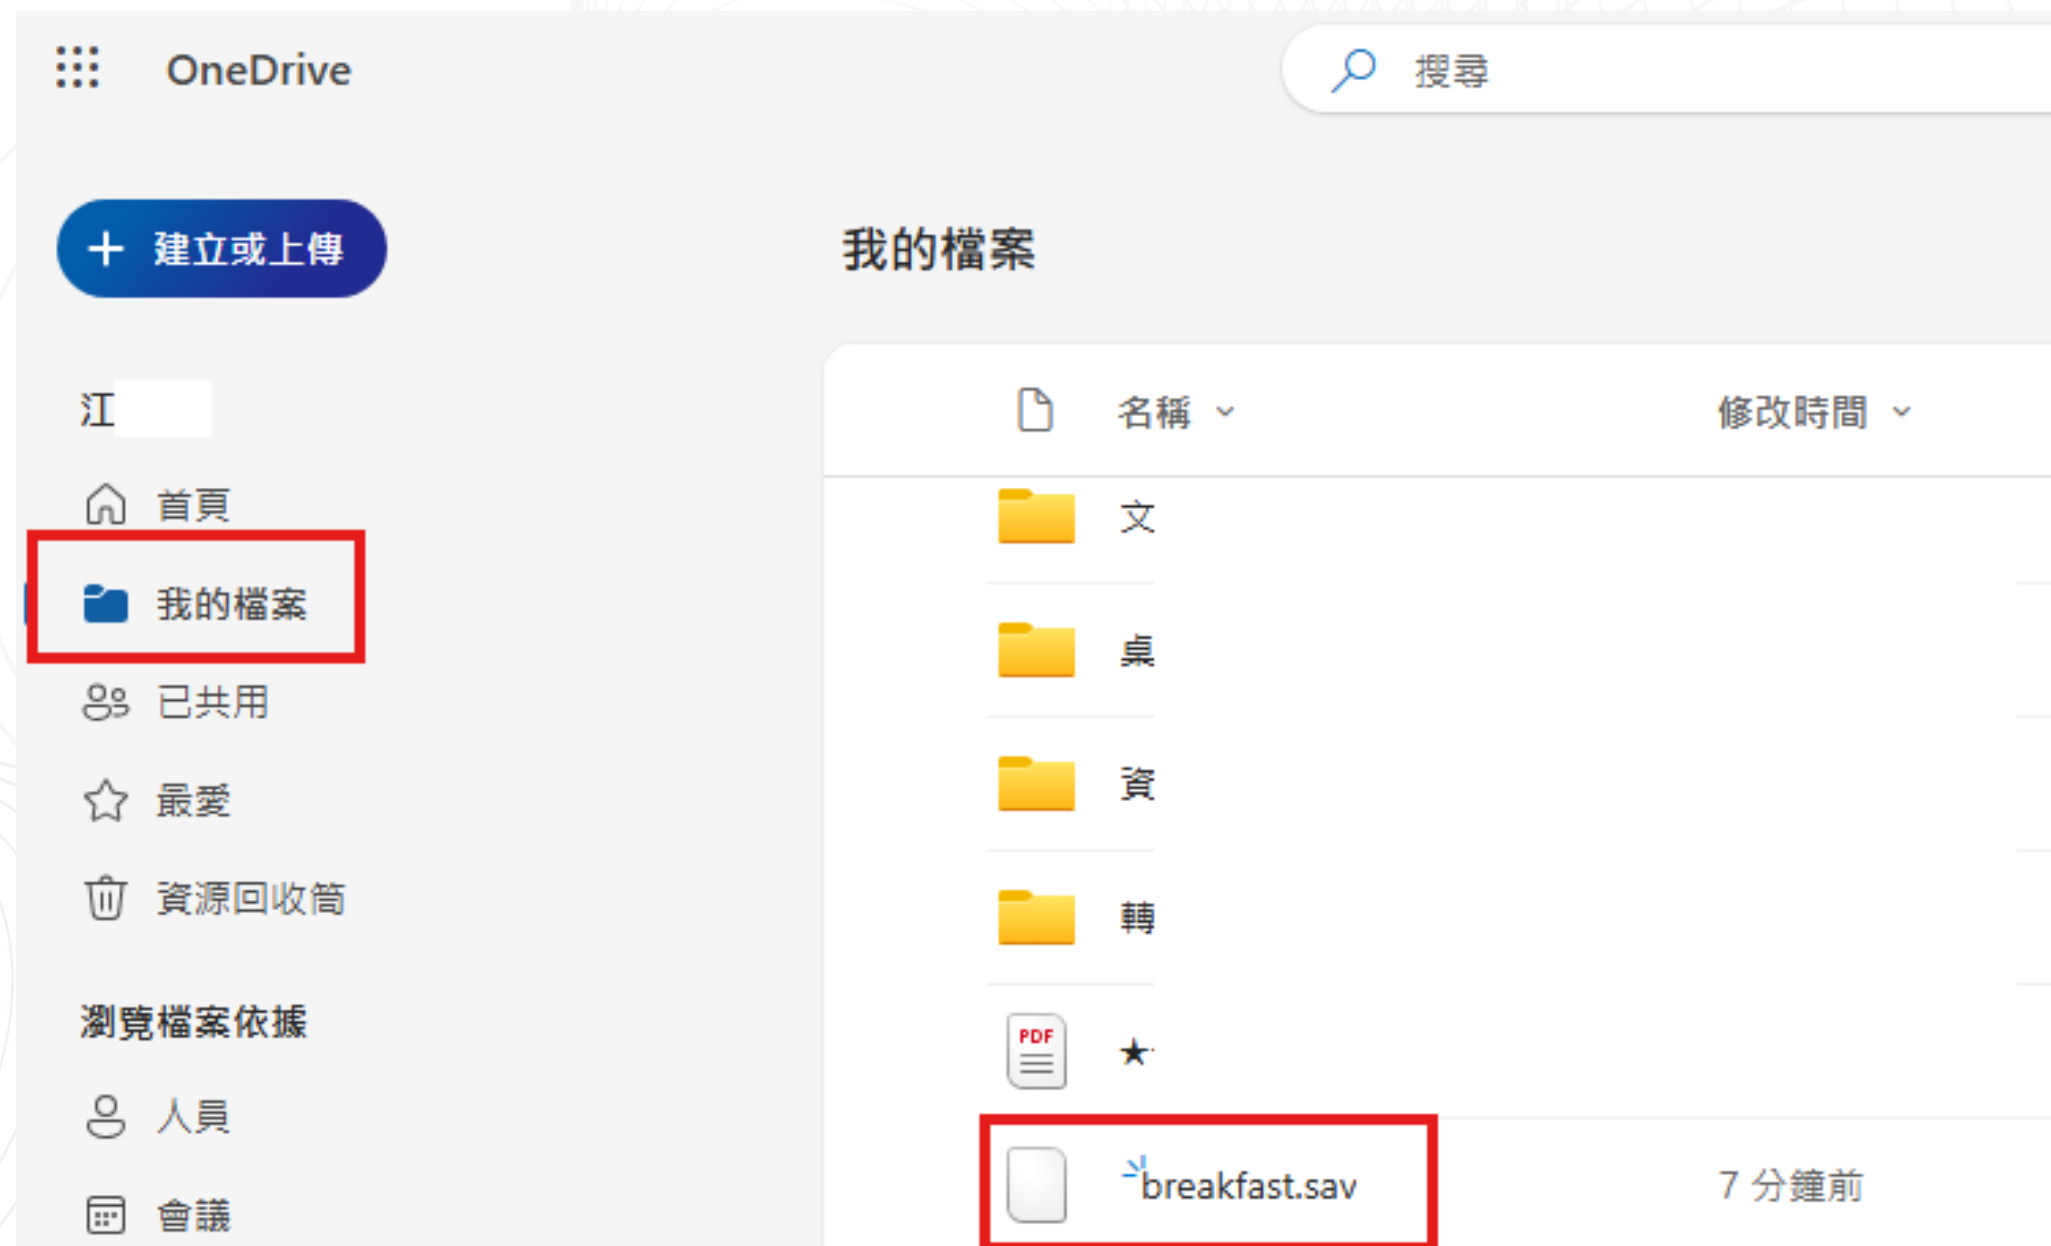 OneDrive
搜尋
建立或上傳
我的檔案
江
首頁
我的檔案
已共用
最愛
資源回收筒
瀏覽檔案依據
人員
會議
名稱
修改時間
文
桌
資
轉
PDF
★
breakfast.sav
7 分鐘前